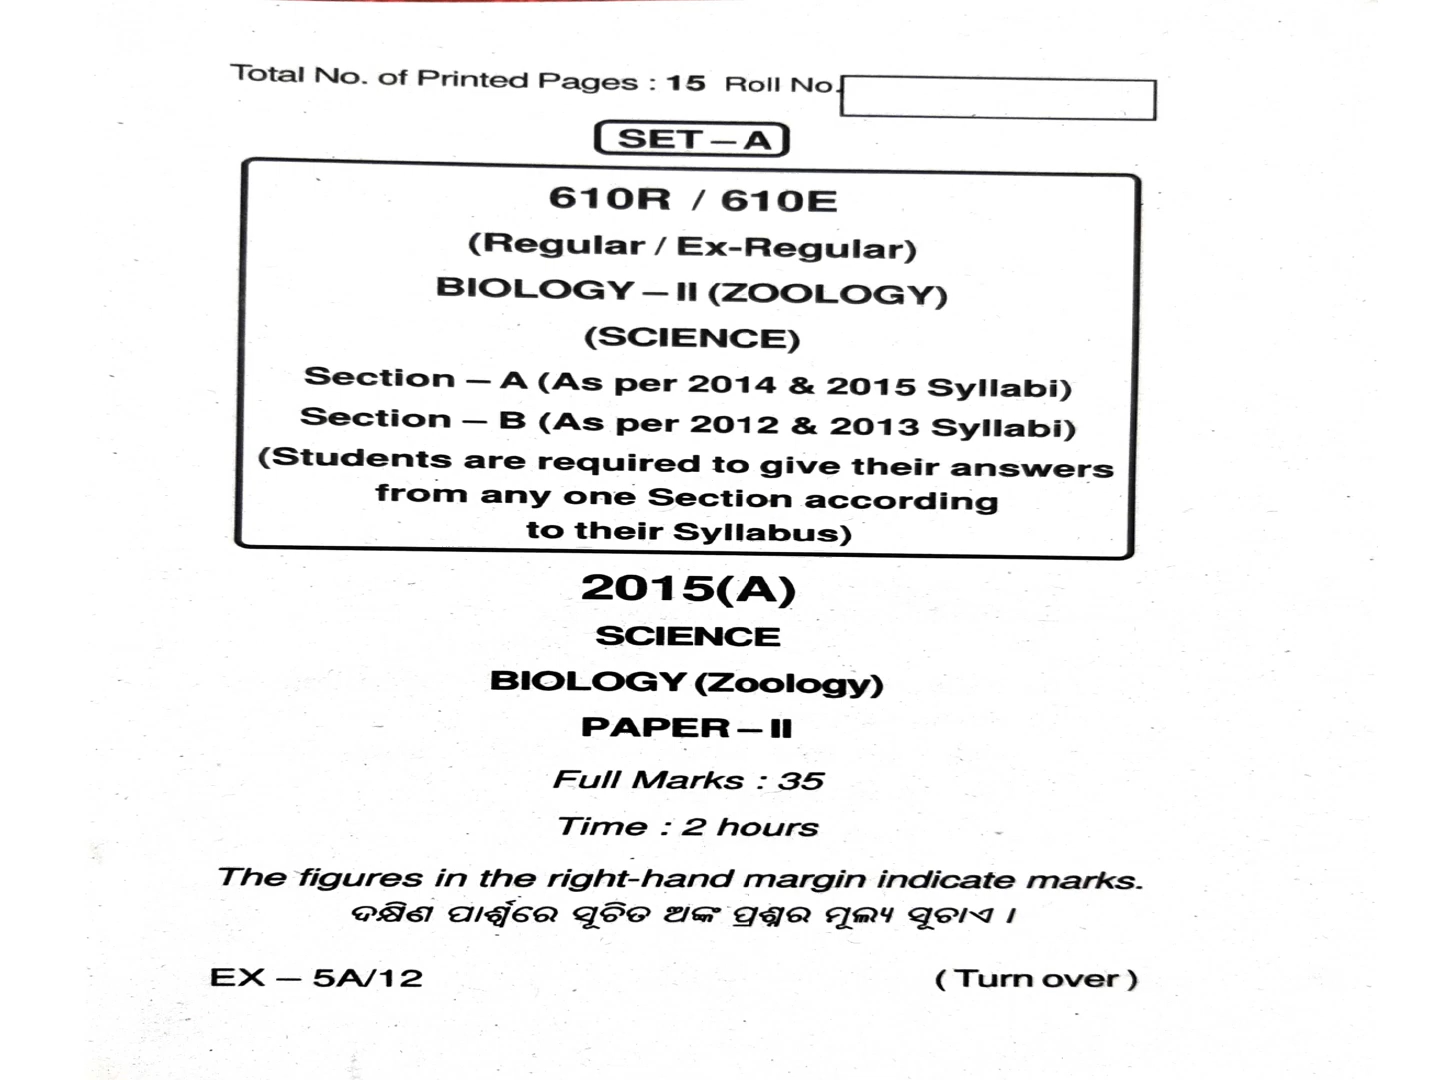 Total No. of Printed Pages : 15 Roll No.
SET – A
610R / 610E
(Regular / Ex-Regular)
BIOLOGY – II (ZOOLOGY)
(SCIENCE)
Section – A (As per 2014 & 2015 Syllabi)
Section – B (As per 2012 & 2013 Syllabi)
(Students are required to give their answers
from any one Section according
to their Syllabus)
2015(A)
SCIENCE
BIOLOGY (Zoology)
PAPER – II
Full Marks : 35
Time : 2 hours
The figures in the right-hand margin indicate marks.
ଦକ୍ଷିଣ ପାର୍ଶ୍ୱରେ ସୂଚିତ ଅଙ୍କ ପ୍ରଶ୍ନର ମୂଲ୍ୟ ସୂଚାଏ ।
EX – 5A/12
( Turn over )